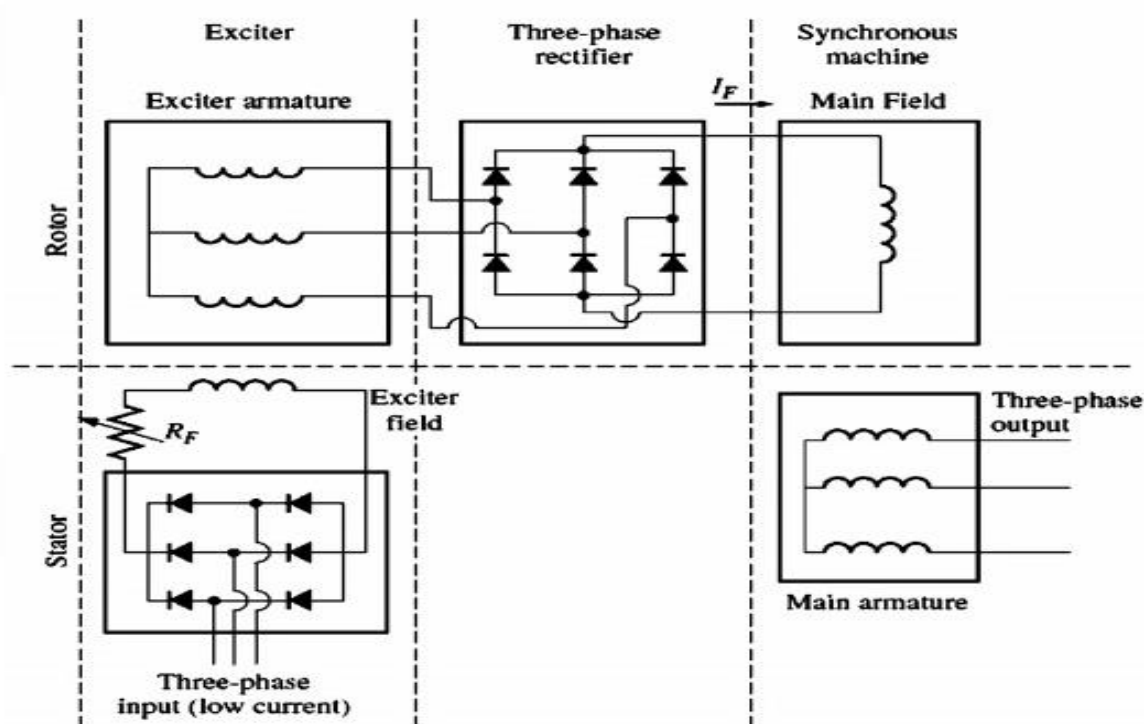 Exciter
Three-phase
rectifier
Synchronous
machine
Exciter armature
I_F
Main Field
Rotor
Exciter
field
R_F
Stator
Three-phase
input (low current)
Three-phase
output
Main armature